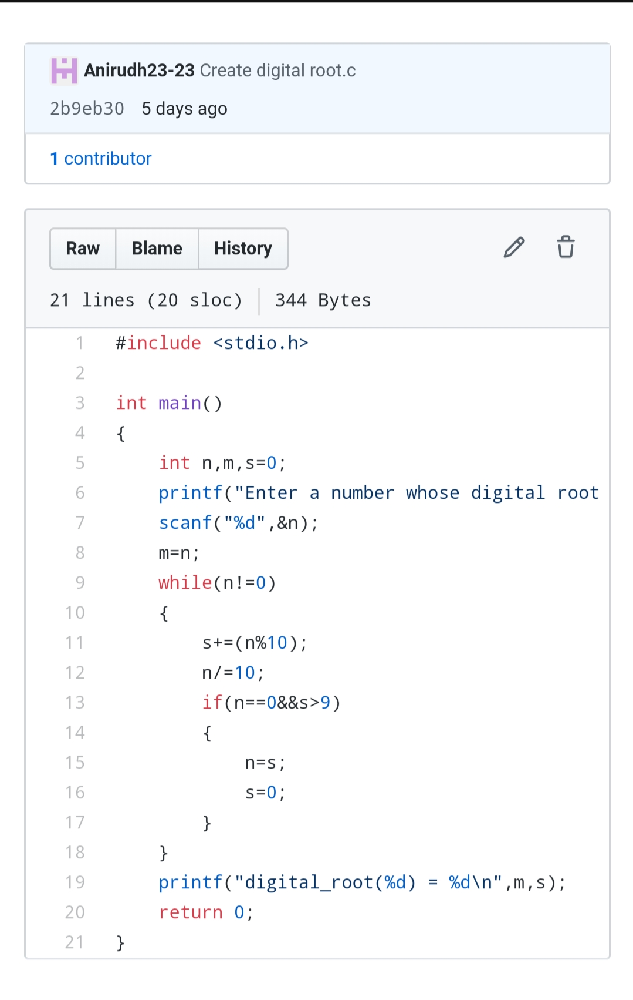 Anirudh23-23 Create digital root.c
2b9eb30 5 days ago
1 contributor
Raw Blame History
21 lines (20 sloc) 344 Bytes
1 #include <stdio.h>
2
3 int main()
4 {
5     int n,m,s=0;
6     printf("Enter a number whose digital root
7     scanf("%d",&n);
8     m=n;
9     while(n!=0)
10     {
11         s+=(n%10);
12         n/=10;
13         if(n==0&&s>9)
14         {
15             n=s;
16             s=0;
17         }
18     }
19     printf("digital_root(%d) = %d\n",m,s);
20     return 0;
21 }